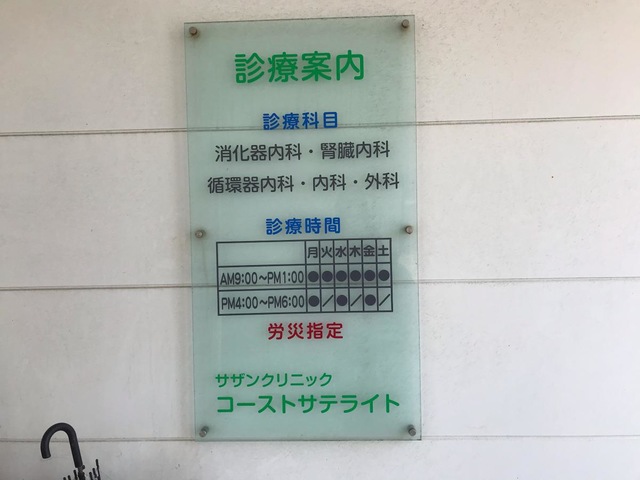 診療案内
診療科目
消化器内科・腎臓内科
循環器内科・内科・外科
診療時間
月 火 水 木 金 土
AM9:00～PM1:00 ● ● ● ● ● ●
PM4:00～PM6:00 ● ／ ● ／ ● ／
労災指定
サザンクリニック
コーストサテライト